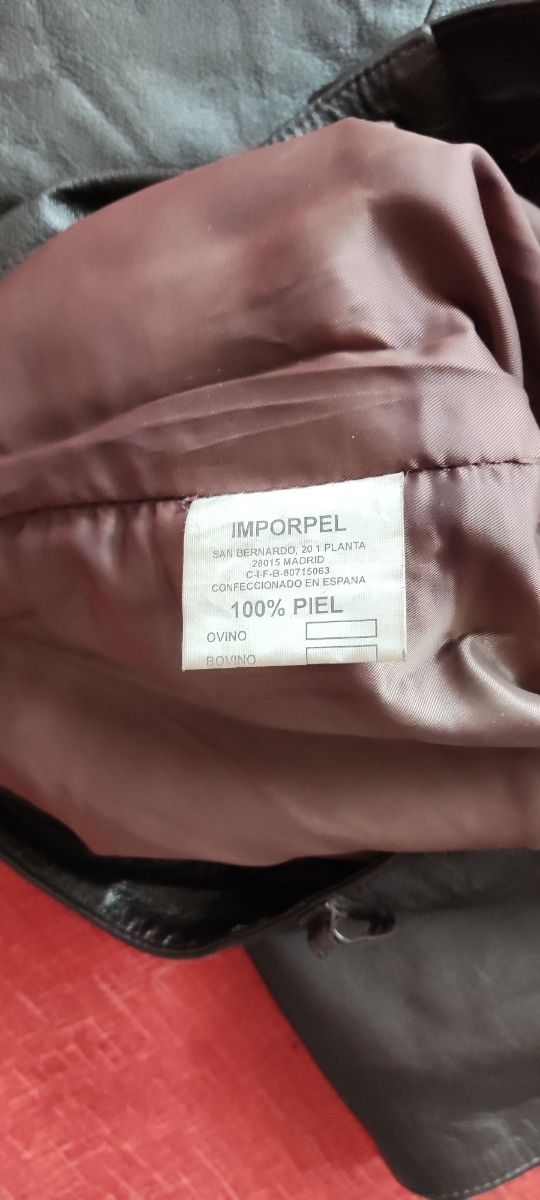 IMPORPEL
SAN BERNARDO, 20 1 PLANTA
28015 MADRID
C-I-F-B-80715063
CONFECCIONADO EN ESPANA
100% PIEL
OVINO
BOVINO